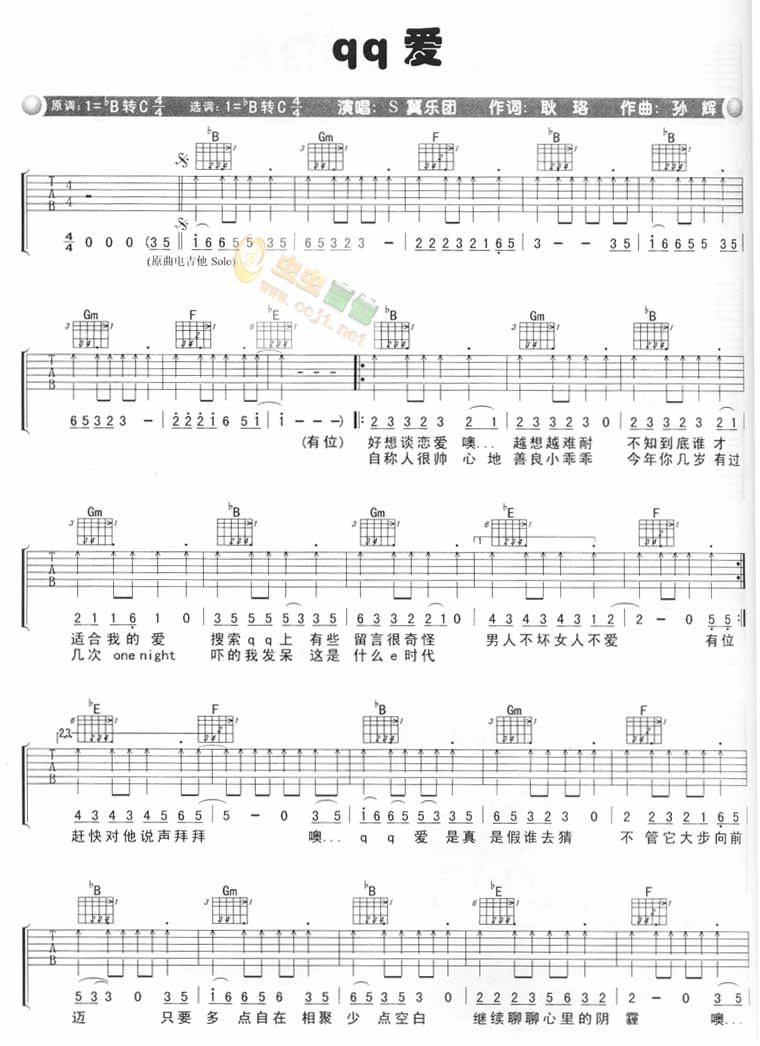 qq 爱
原调：1=♭B 转 C 4/4 选调：1=♭B 转 C 4/4 演唱：S 翼乐团 作词：耿 珞 作曲：孙 辉
♭B Gm F ♭B ♭B
T A B 4 4
4/4 0 0 0 (3 5 i 6 6 5 5 3 5 6 5 3 2 3 - 2 2 2 3 2 1 6 5 3 - - 3 5 i 6 6 5 5 3 5
(原曲电吉他 Solo)
虫虫吉他
www.ccjt.net
Gm F ♭E ♭B Gm ♭B
T A B
6 5 3 2 3 - 2 2 2 i 6 5 i i - - -) 2 3 3 2 3 2 1 2 3 3 2 3 0 2 3 3 2 3 2 1
(有位) 好想谈恋爱 噢... 越想越难耐 不知到底谁才
自称人很帅 心 地 善良小乖乖 今年你几岁 有过
Gm ♭B Gm ♭E F
T A B
1
2 1 1 6 1 0 3 5 5 5 5 3 5 3 6 3 2 2 1 0 4 3 4 3 4 3 1 2 2 - 0 5 5
适合我的 爱 搜索 q q 上 有些 留言很奇怪 男人不坏女人不爱 有位
几次 one night 吓的我发呆 这是 什么 e 时代
♭E F ♭B Gm F
2.3.
T A B
4 3 4 3 4 5 6 5 5 - 0 3 5 i 6 6 5 5 3 5 6 5 3 2 3 0 2 2 3 2 1 6 5
赶快对他说声拜拜 噢... q q 爱 是真 是假谁去猜 不 管它大步向前
♭B Gm ♭B ♭E F
T A B
5 3 3 0 3 5 i 6 6 5 5 3 5 6 5 3 2 3 2 2 3 2 1 6 5 2 - 0 3 5
迈 只要 多 点自在 相聚 少 点空白 继续聊聊心里的阴 霾 噢...